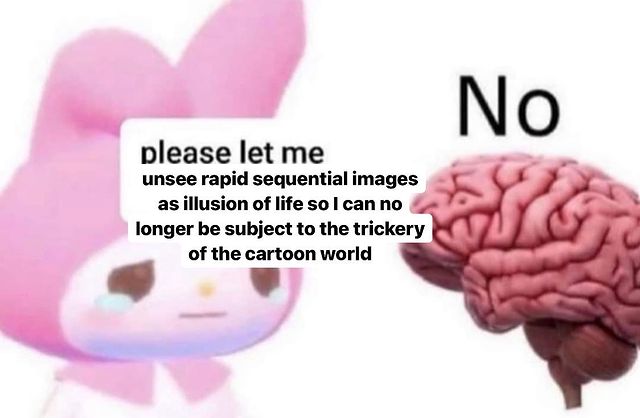 please let me
unsee rapid sequential images
as illusion of life so I can no
longer be subject to the trickery
of the cartoon world
No